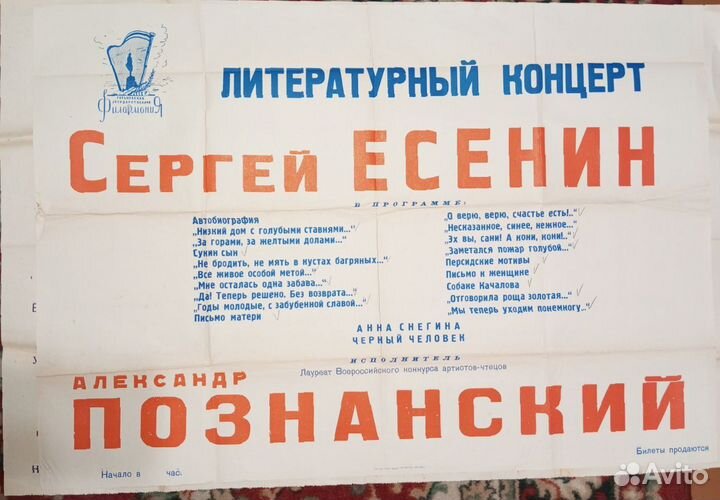 ГОРЬКОВСКАЯ
ГОСУДАРСТВЕННАЯ
ФИЛАРМОНИЯ
ЛИТЕРАТУРНЫЙ КОНЦЕРТ
СЕРГЕЙ ЕСЕНИН
В ПРОГРАММЕ:
Автобиография
„Низкий дом с голубыми ставнями..."
„За горами, за желтыми долами..."
Сукин сын
„Не бродить, не мять в кустах багряных..."
„Все живое особой метой..."
„Мне осталась одна забава..."
„Да! Теперь решено. Без возврата..."
„Годы молодые, с забубенной славой..."
Письмо матери
„О верю, верю, счастье есть!.."
„Несказанное, синее, нежное..."
„Эх вы, сани! А кони, кони!.."
„Заметался пожар голубой..."
Персидские мотивы
Письмо к женщине
Собаке Качалова
„Отговорила роща золотая..."
„Мы теперь уходим понемногу.."
АННА СНЕГИНА
ЧЕРНЫЙ ЧЕЛОВЕК
ИСПОЛНИТЕЛЬ
Лауреат Всероссийского конкурса артистов-чтецов
АЛЕКСАНДР
ПОЗНАНСКИЙ
Начало в час.
Билеты продаются
Avito